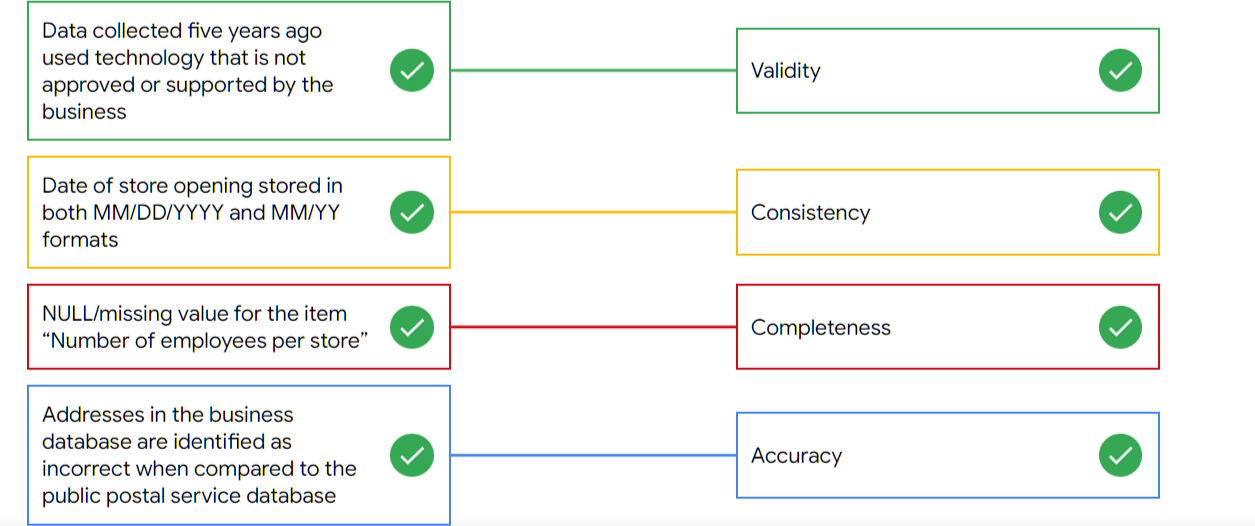 Data collected five years ago
used technology that is not
approved or supported by the
business
Validity
Date of store opening stored in
both MM/DD/YYYY and MM/YY
formats
Consistency
NULL/missing value for the item
“Number of employees per store”
Completeness
Addresses in the business
database are identified as
incorrect when compared to the
public postal service database
Accuracy